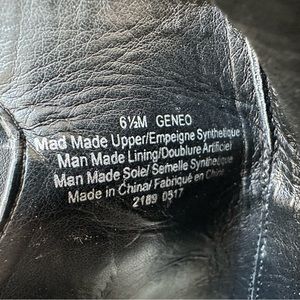 6½M GENEO
Mad Made Upper/Empeigne Synthetique
Man Made Lining/Doublure Artificiel
Man Made Sole/ Semelle Synthetique
Made in China/ Fabriqué en Chine
2189 0517